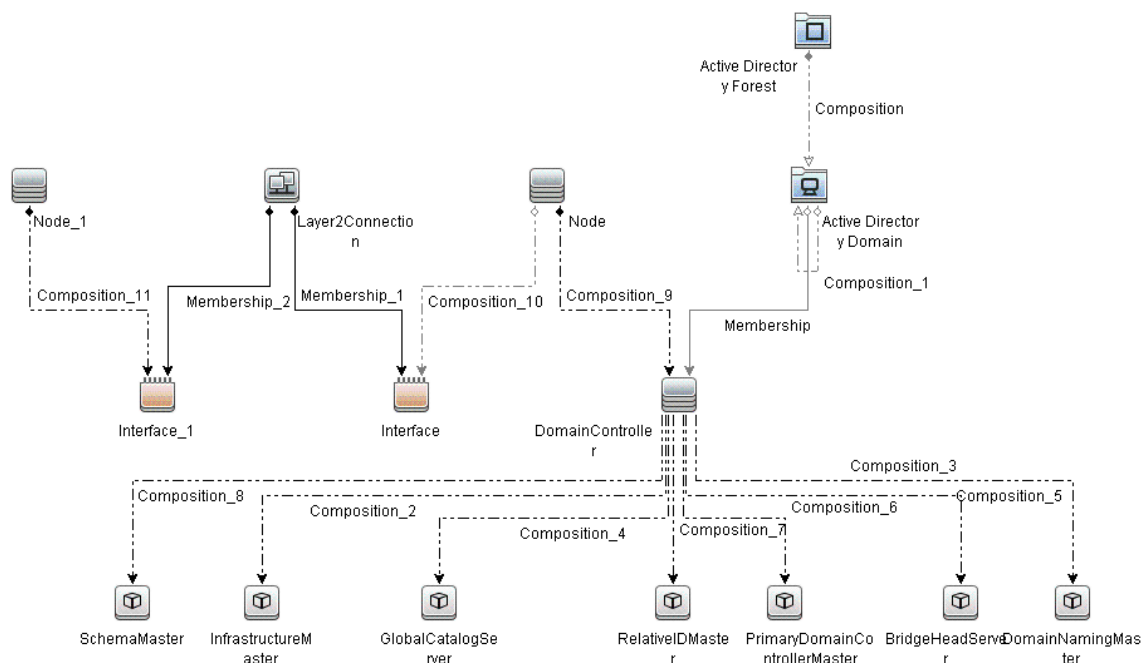 Active Director
y Forest
Composition
Node_1
Layer2Connectio
n
Node
Active Director
y Domain
Composition_11
Membership_2
Membership_1
Composition_10
Composition_9
Composition_1
Membership
Interface_1
Interface
DomainControlle
r
Composition_8
Composition_2
Composition_4
Composition_7
Composition_6
Composition_3
Composition_5
SchemaMaster
InfrastructureM
aster
GlobalCatalogSe
rver
RelativeIDMaste
r
PrimaryDomainCo
ntrollerMaster
BridgeHeadServe
r
DomainNamingMas
ter